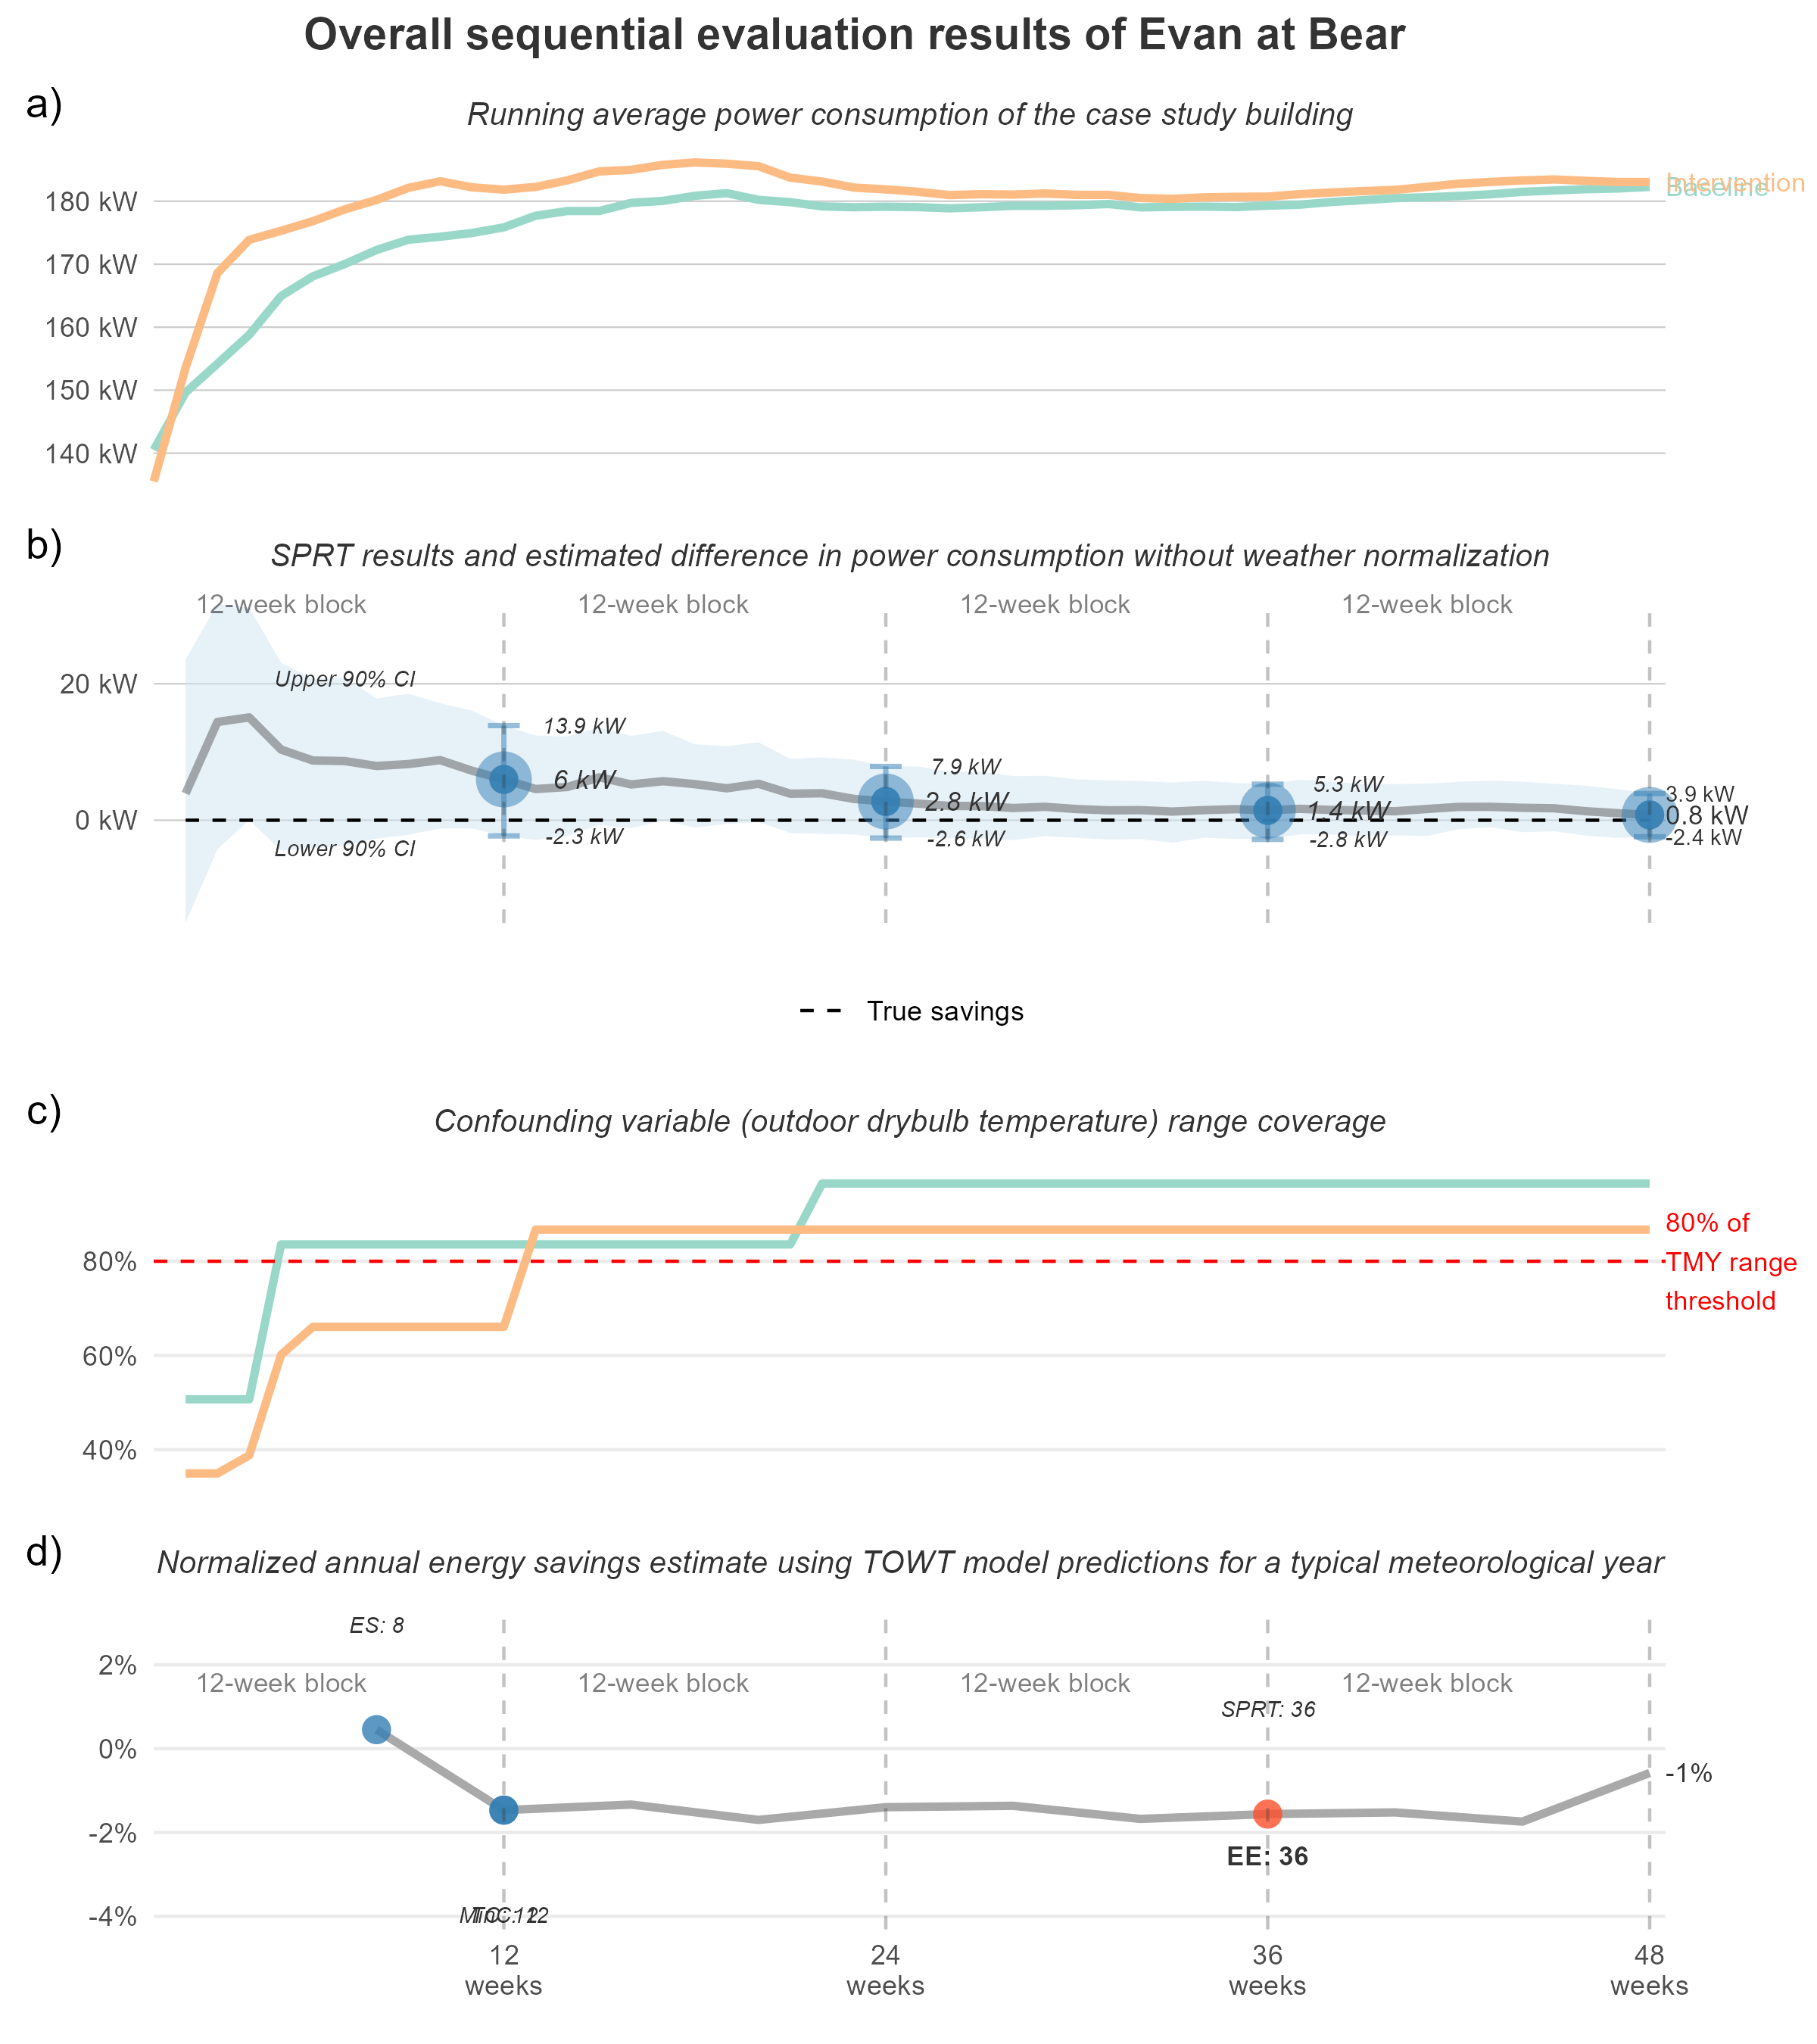 Overall sequential evaluation results of Evan at Bear
a)
Running average power consumption of the case study building
180 kW
170 kW
160 kW
150 kW
140 kW
Intervention
Baseline
b)
SPRT results and estimated difference in power consumption without weather normalization
12-week block 12-week block 12-week block 12-week block
20 kW
0 kW
Upper 90% CI
Lower 90% CI
13.9 kW
6 kW
-2.3 kW
7.9 kW
2.8 kW
-2.6 kW
5.3 kW
1.4 kW
-2.8 kW
3.9 kW
0.8 kW
-2.4 kW
True savings
c)
Confounding variable (outdoor drybulb temperature) range coverage
80%
60%
40%
80% of
TMY range
threshold
d)
Normalized annual energy savings estimate using TOWT model predictions for a typical meteorological year
ES: 8
2%
0%
-2%
-4%
12-week block 12-week block 12-week block 12-week block
SPRT: 36
-1%
EE: 36
12
weeks
24
weeks
36
weeks
48
weeks